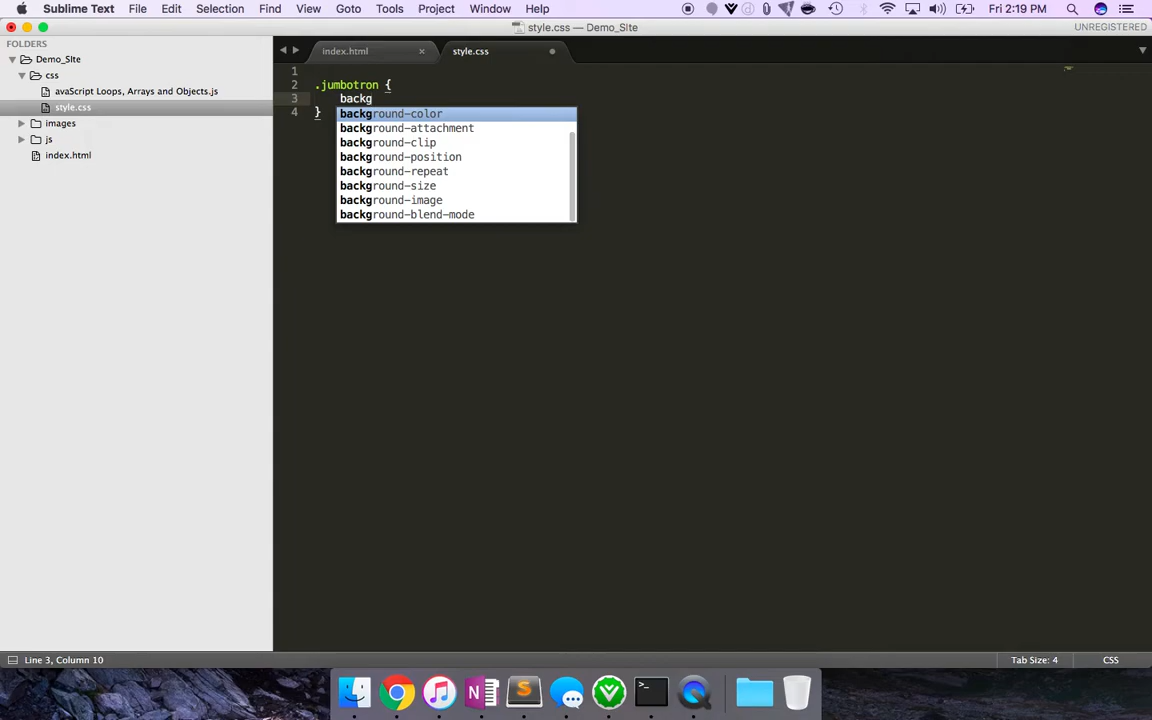 Sublime Text File Edit Selection Find View Goto Tools Project Window Help Fri 2:19 PM
style.css — Demo_SIte UNREGISTERED
FOLDERS
Demo_SIte
css
avaScript Loops, Arrays and Objects.js
style.css
images
js
index.html
index.html × style.css
1
2 .jumbotron {
3 backg
4 }
background-color
background-attachment
background-clip
background-position
background-repeat
background-size
background-image
background-blend-mode
Line 3, Column 10 Tab Size: 4 CSS